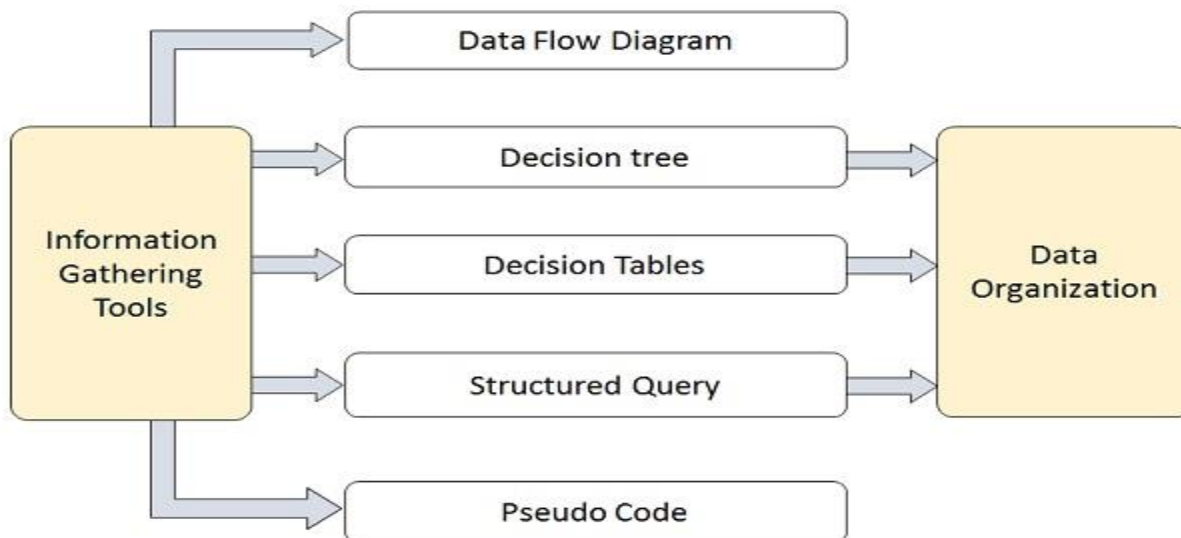 Data Flow Diagram
Decision tree
Information
Gathering
Tools
Decision Tables
Data
Organization
Structured Query
Pseudo Code